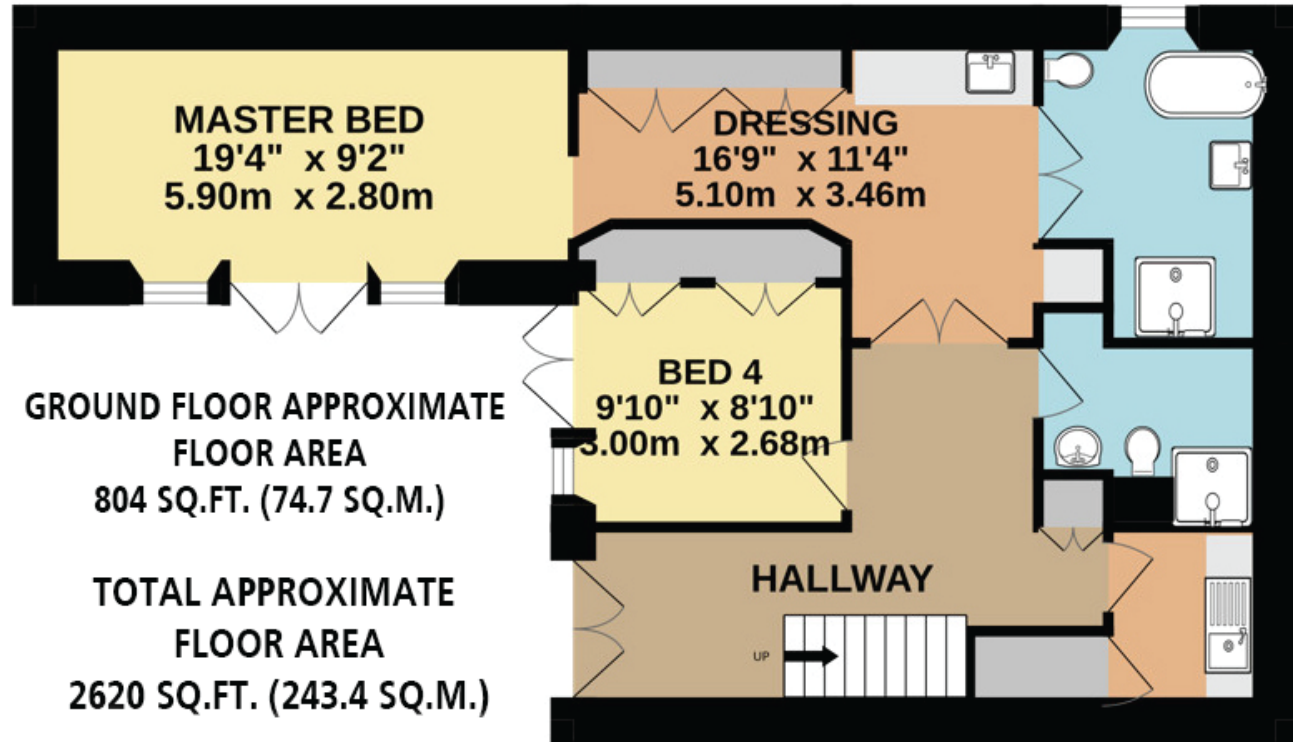 MASTER BED
19'4" x 9'2"
5.90m x 2.80m
DRESSING
16'9" x 11'4"
5.10m x 3.46m
BED 4
9'10" x 8'10"
3.00m x 2.68m
GROUND FLOOR APPROXIMATE
FLOOR AREA
804 SQ.FT. (74.7 SQ.M.)
HALLWAY
UP
TOTAL APPROXIMATE
FLOOR AREA
2620 SQ.FT. (243.4 SQ.M.)